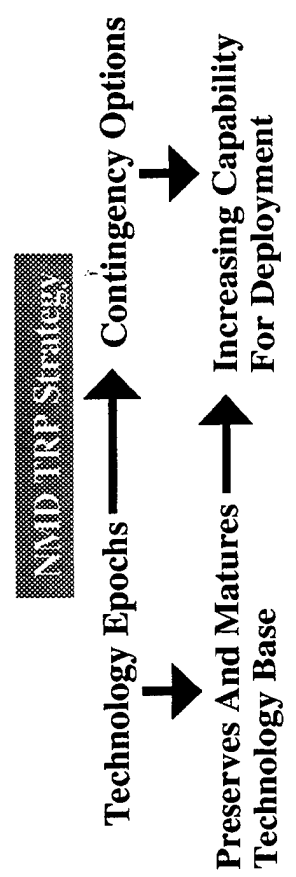 NMD TRP Strategy
Technology Epochs
Contingency Options
Preserves And Matures
Technology Base
Increasing Capability
For Deployment